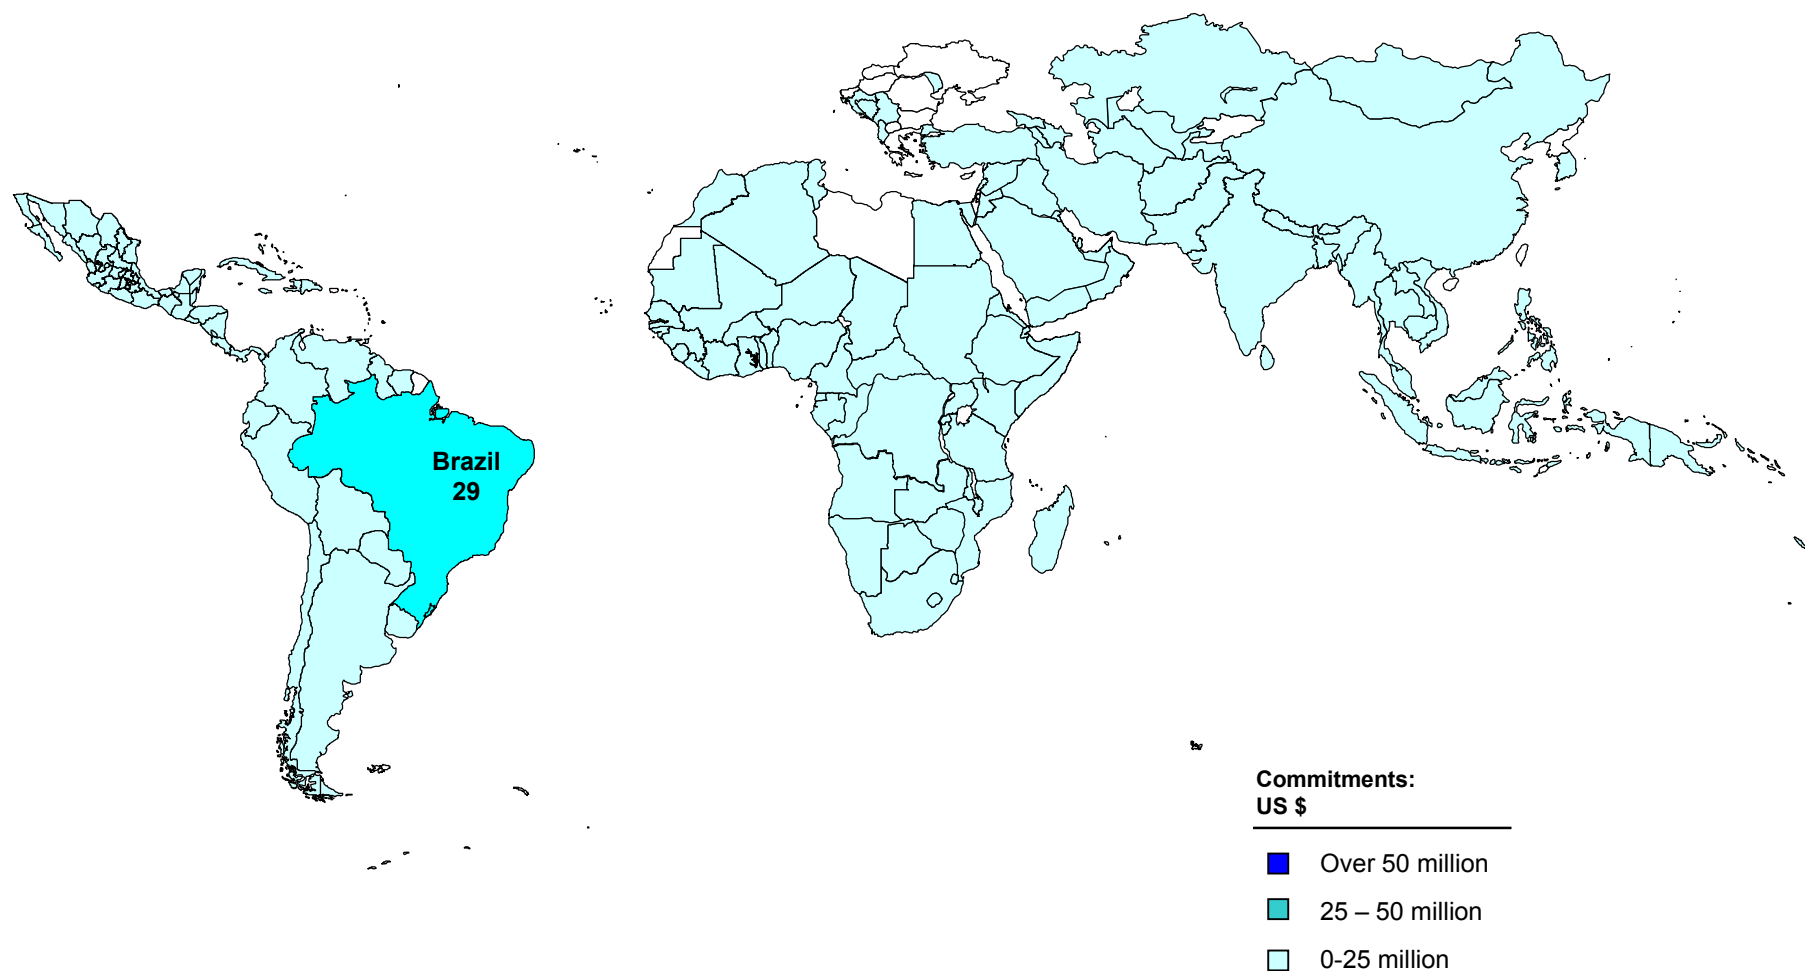 Brazil
29
Commitments:
US $
Over 50 million
25 – 50 million
0-25 million